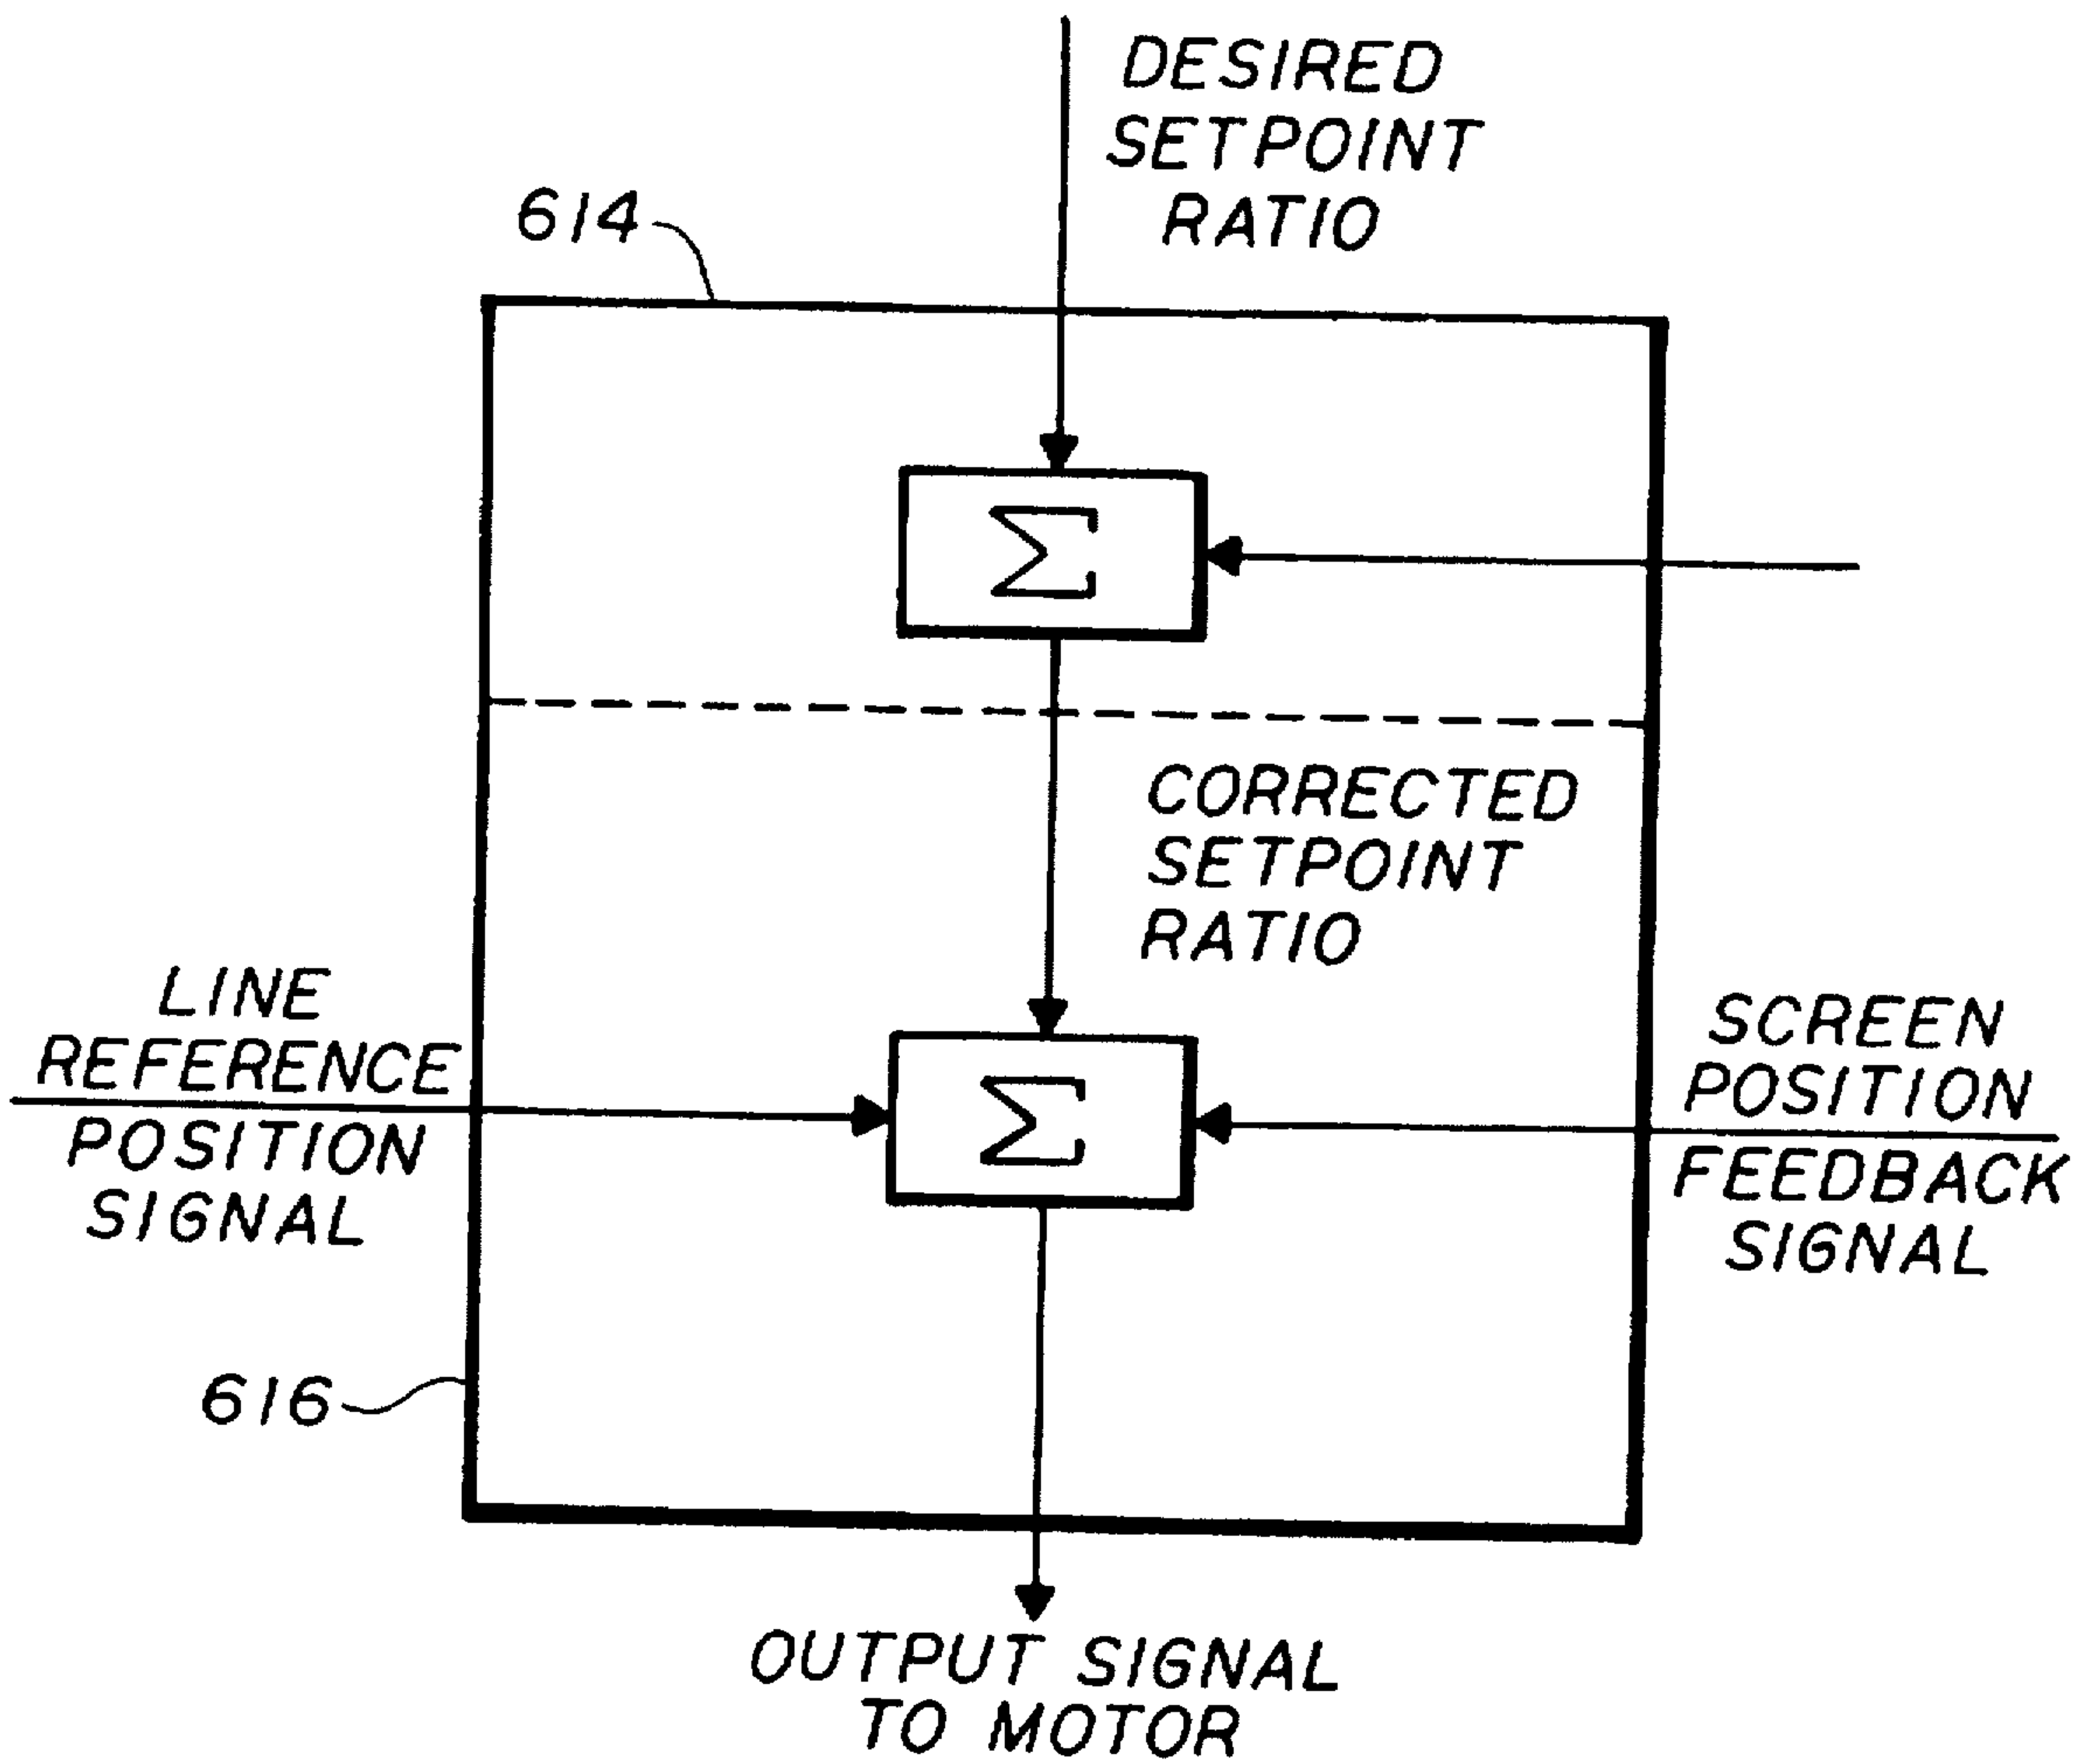 DESIRED
SETPOINT
RATIO
614
Σ
CORRECTED
SETPOINT
RATIO
LINE
REFERENCE
POSITION
SIGNAL
Σ
SCREEN
POSITION
FEEDBACK
SIGNAL
616
OUTPUT SIGNAL
TO MOTOR